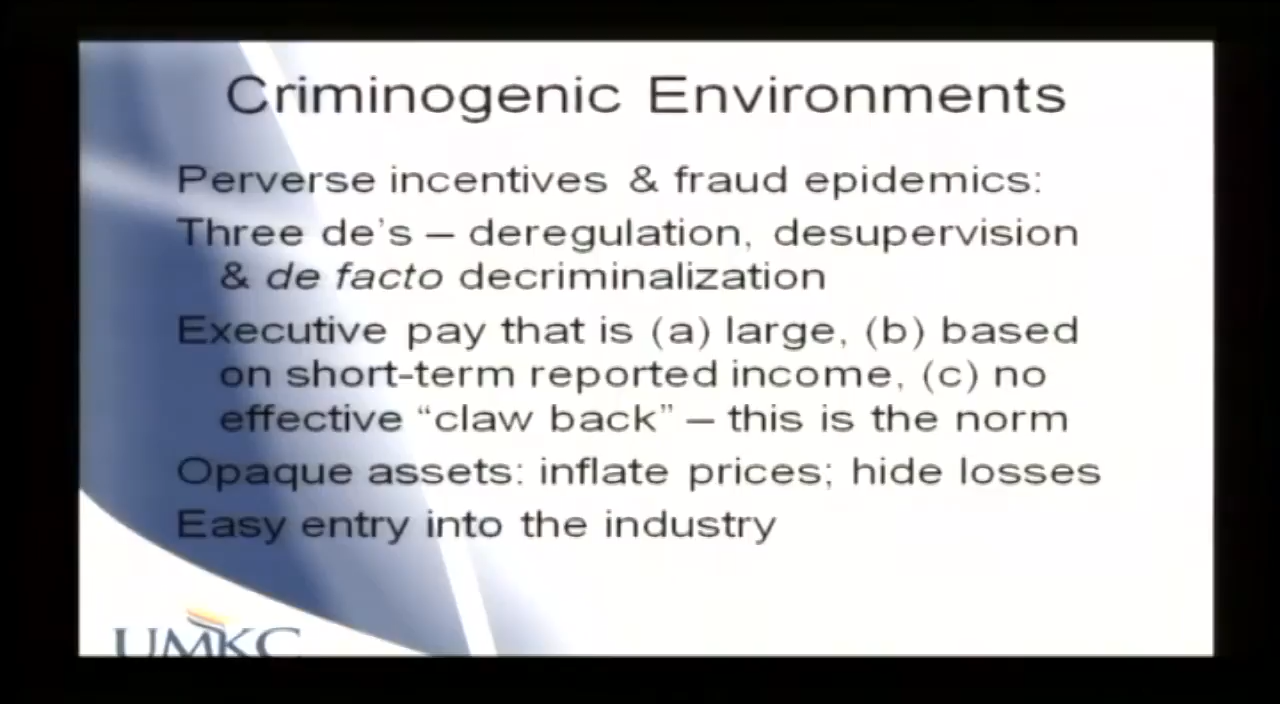 Criminogenic Environments
Perverse incentives & fraud epidemics:
Three de’s – deregulation, desupervision
& de facto decriminalization
Executive pay that is (a) large, (b) based
on short-term reported income, (c) no
effective “claw back” – this is the norm
Opaque assets: inflate prices; hide losses
Easy entry into the industry
UMKC